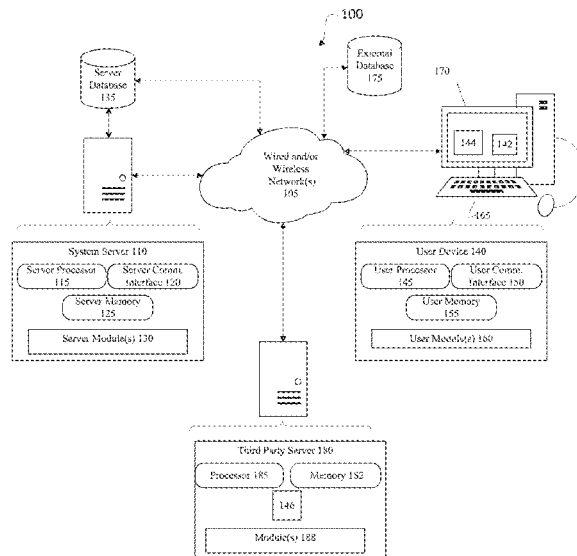 100
Server
Database
135
External
Database
175
170
144
142
Wired and/or
Wireless
Network(s)
105
165
System Server 110
Server Processor
115
Server Comm.
Interface 120
Server Memory
125
Server Module(s) 130
User Device 140
User Processor
145
User Comm.
Interface 150
User Memory
155
User Module(s) 160
Third Party Server 180
Processor 185
Memory 182
146
Module(s) 188